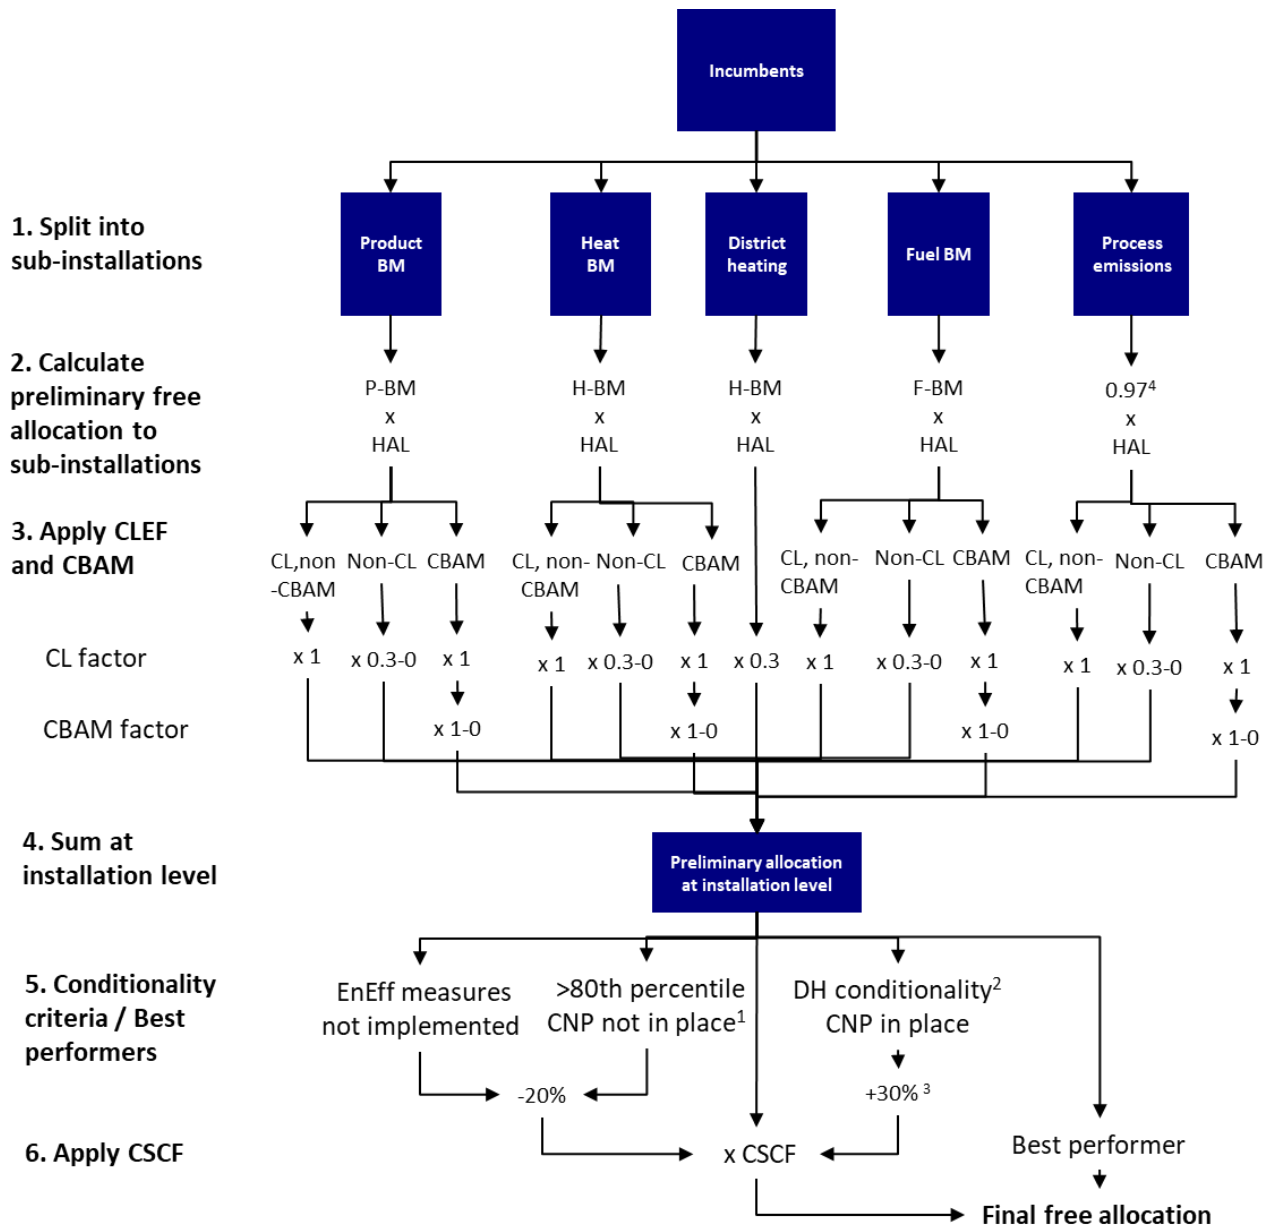 Incumbents
1. Split into
sub-installations
Product
BM
Heat
BM
District
heating
Fuel BM
Process
emissions
2. Calculate
preliminary free
allocation to
sub-installations
P-BM
x
HAL
H-BM
x
HAL
H-BM
x
HAL
F-BM
x
HAL
0.97⁴
x
HAL
3. Apply CLEF
and CBAM
CL,non
-CBAM
Non-CL
CBAM
CL, non-
CBAM
Non-CL
CBAM
CL, non-
CBAM
Non-CL
CBAM
CL, non-
CBAM
Non-CL
CBAM
CL factor
x 1
x 0.3-0
x 1
x 1
x 0.3-0
x 1
x 0.3
x 1
x 0.3-0
x 1
x 1
x 0.3-0
x 1
CBAM factor
x 1-0
x 1-0
x 1-0
x 1-0
4. Sum at
installation level
Preliminary allocation
at installation level
5. Conditionality
criteria / Best
performers
EnEff measures
not implemented
>80th percentile
CNP not in place¹
DH conditionality²
CNP in place
-20%
+30% ³
6. Apply CSCF
x CSCF
Best performer
Final free allocation